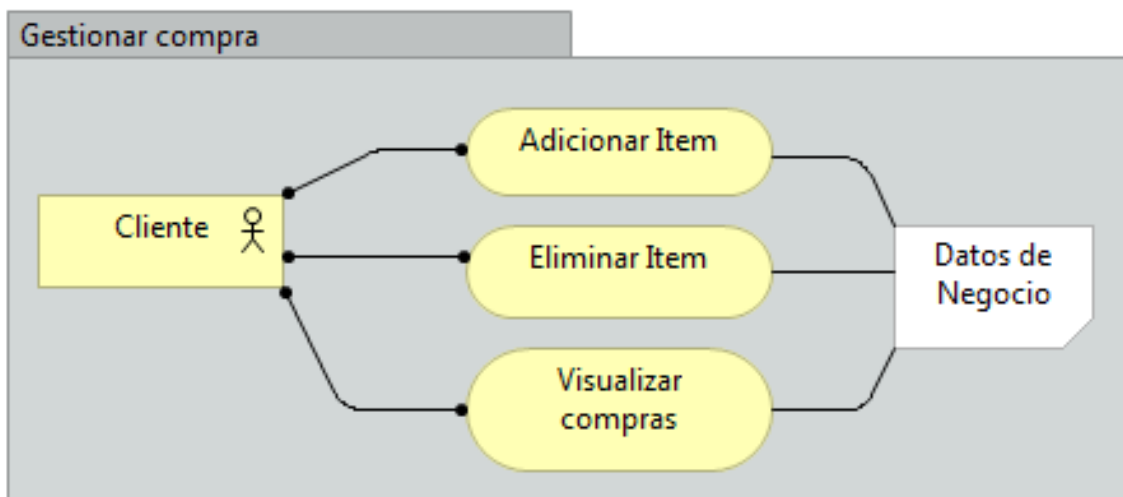 Gestionar compra
Adicionar Item
Cliente
Eliminar Item
Datos de
Negocio
Visualizar
compras